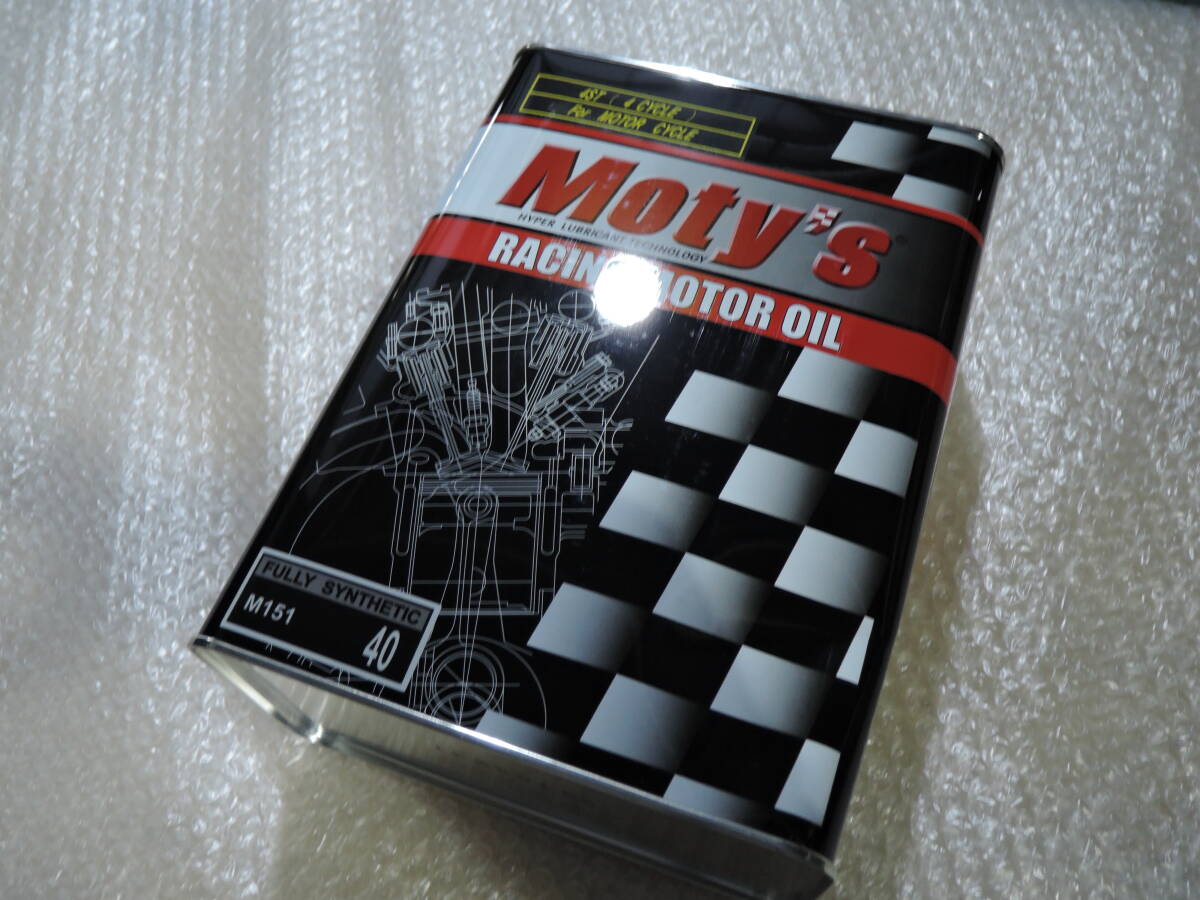 4ST ( 4 CYCLE )
For MOTOR CYCLE
Moty's
HYPER LUBRICANT TECHNOLOGY
RACING MOTOR OIL
FULLY SYNTHETIC
M151
40